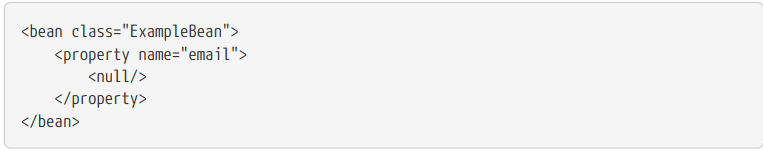 <bean class="ExampleBean">
    <property name="email">
        <null/>
    </property>
</bean>